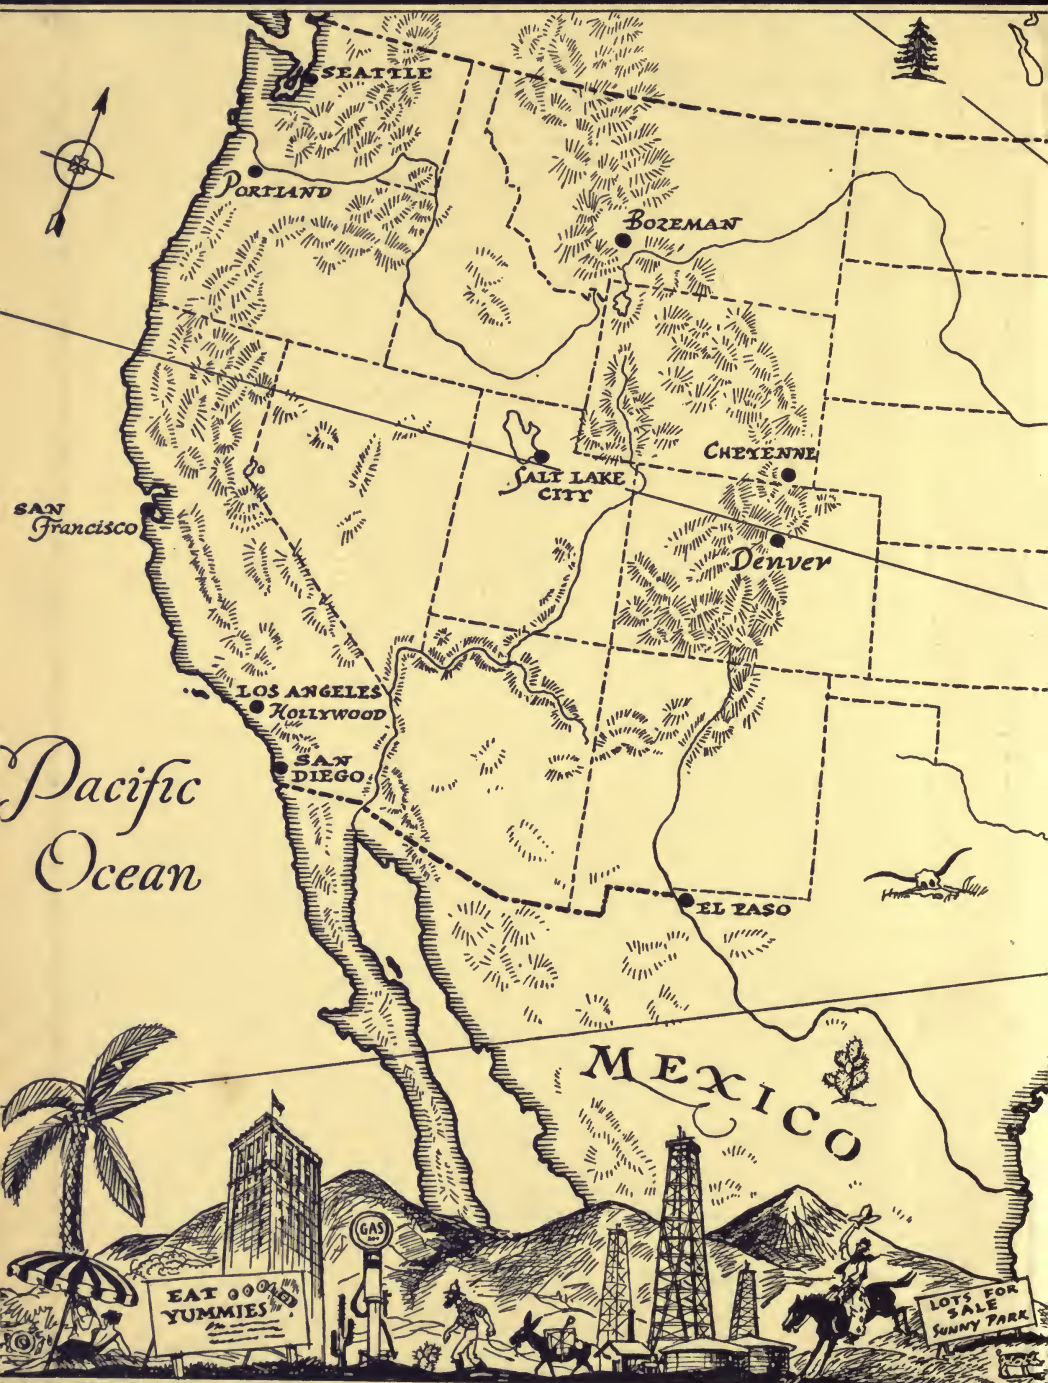 SEATTLE
PORTLAND
BOZEMAN
CHEYENNE
SALT LAKE
CITY
SAN
Francisco
Denver
LOS ANGELES
HOLLYWOOD
SAN
DIEGO
Pacific
Ocean
EL PASO
MEXICO
GAS
EAT
YUMMIES
LOTS FOR
SALE
SUNNY PARK